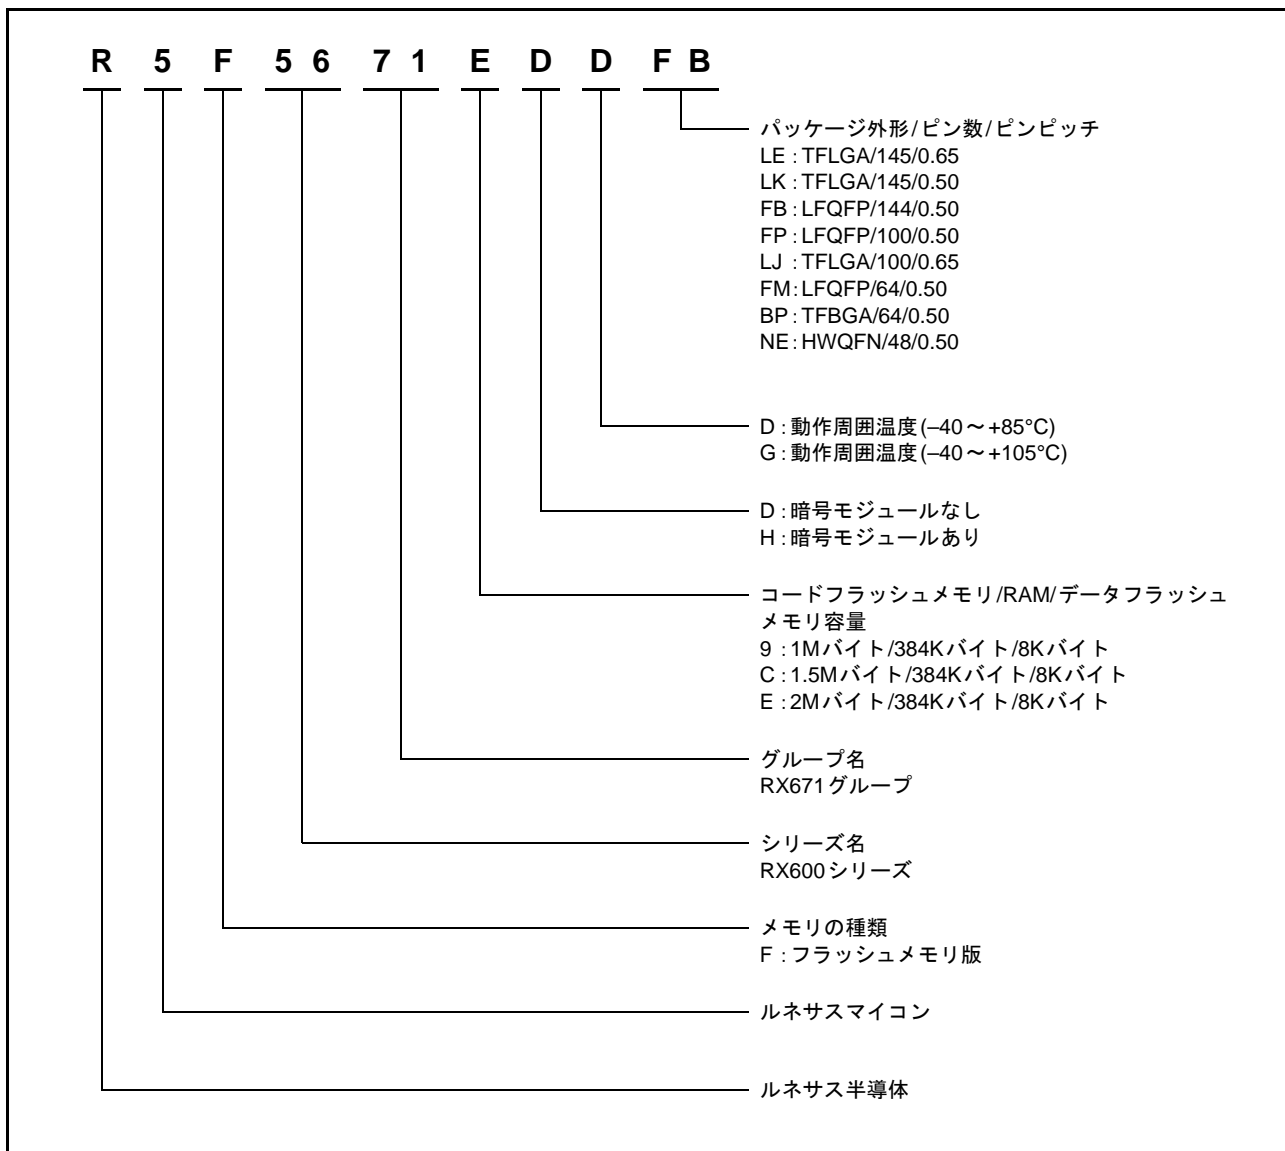 R 5 F 5 6 7 1 E D D F B
パッケージ外形/ピン数/ピンピッチ
LE : TFLGA/145/0.65
LK : TFLGA/145/0.50
FB : LFQFP/144/0.50
FP : LFQFP/100/0.50
LJ : TFLGA/100/0.65
FM : LFQFP/64/0.50
BP : TFBGA/64/0.50
NE : HWQFN/48/0.50
D : 動作周囲温度(–40～+85°C)
G : 動作周囲温度(–40～+105°C)
D : 暗号モジュールなし
H : 暗号モジュールあり
コードフラッシュメモリ/RAM/データフラッシュ
メモリ容量
9 : 1Mバイト/384Kバイト/8Kバイト
C : 1.5Mバイト/384Kバイト/8Kバイト
E : 2Mバイト/384Kバイト/8Kバイト
グループ名
RX671グループ
シリーズ名
RX600シリーズ
メモリの種類
F : フラッシュメモリ版
ルネサスマイコン
ルネサス半導体